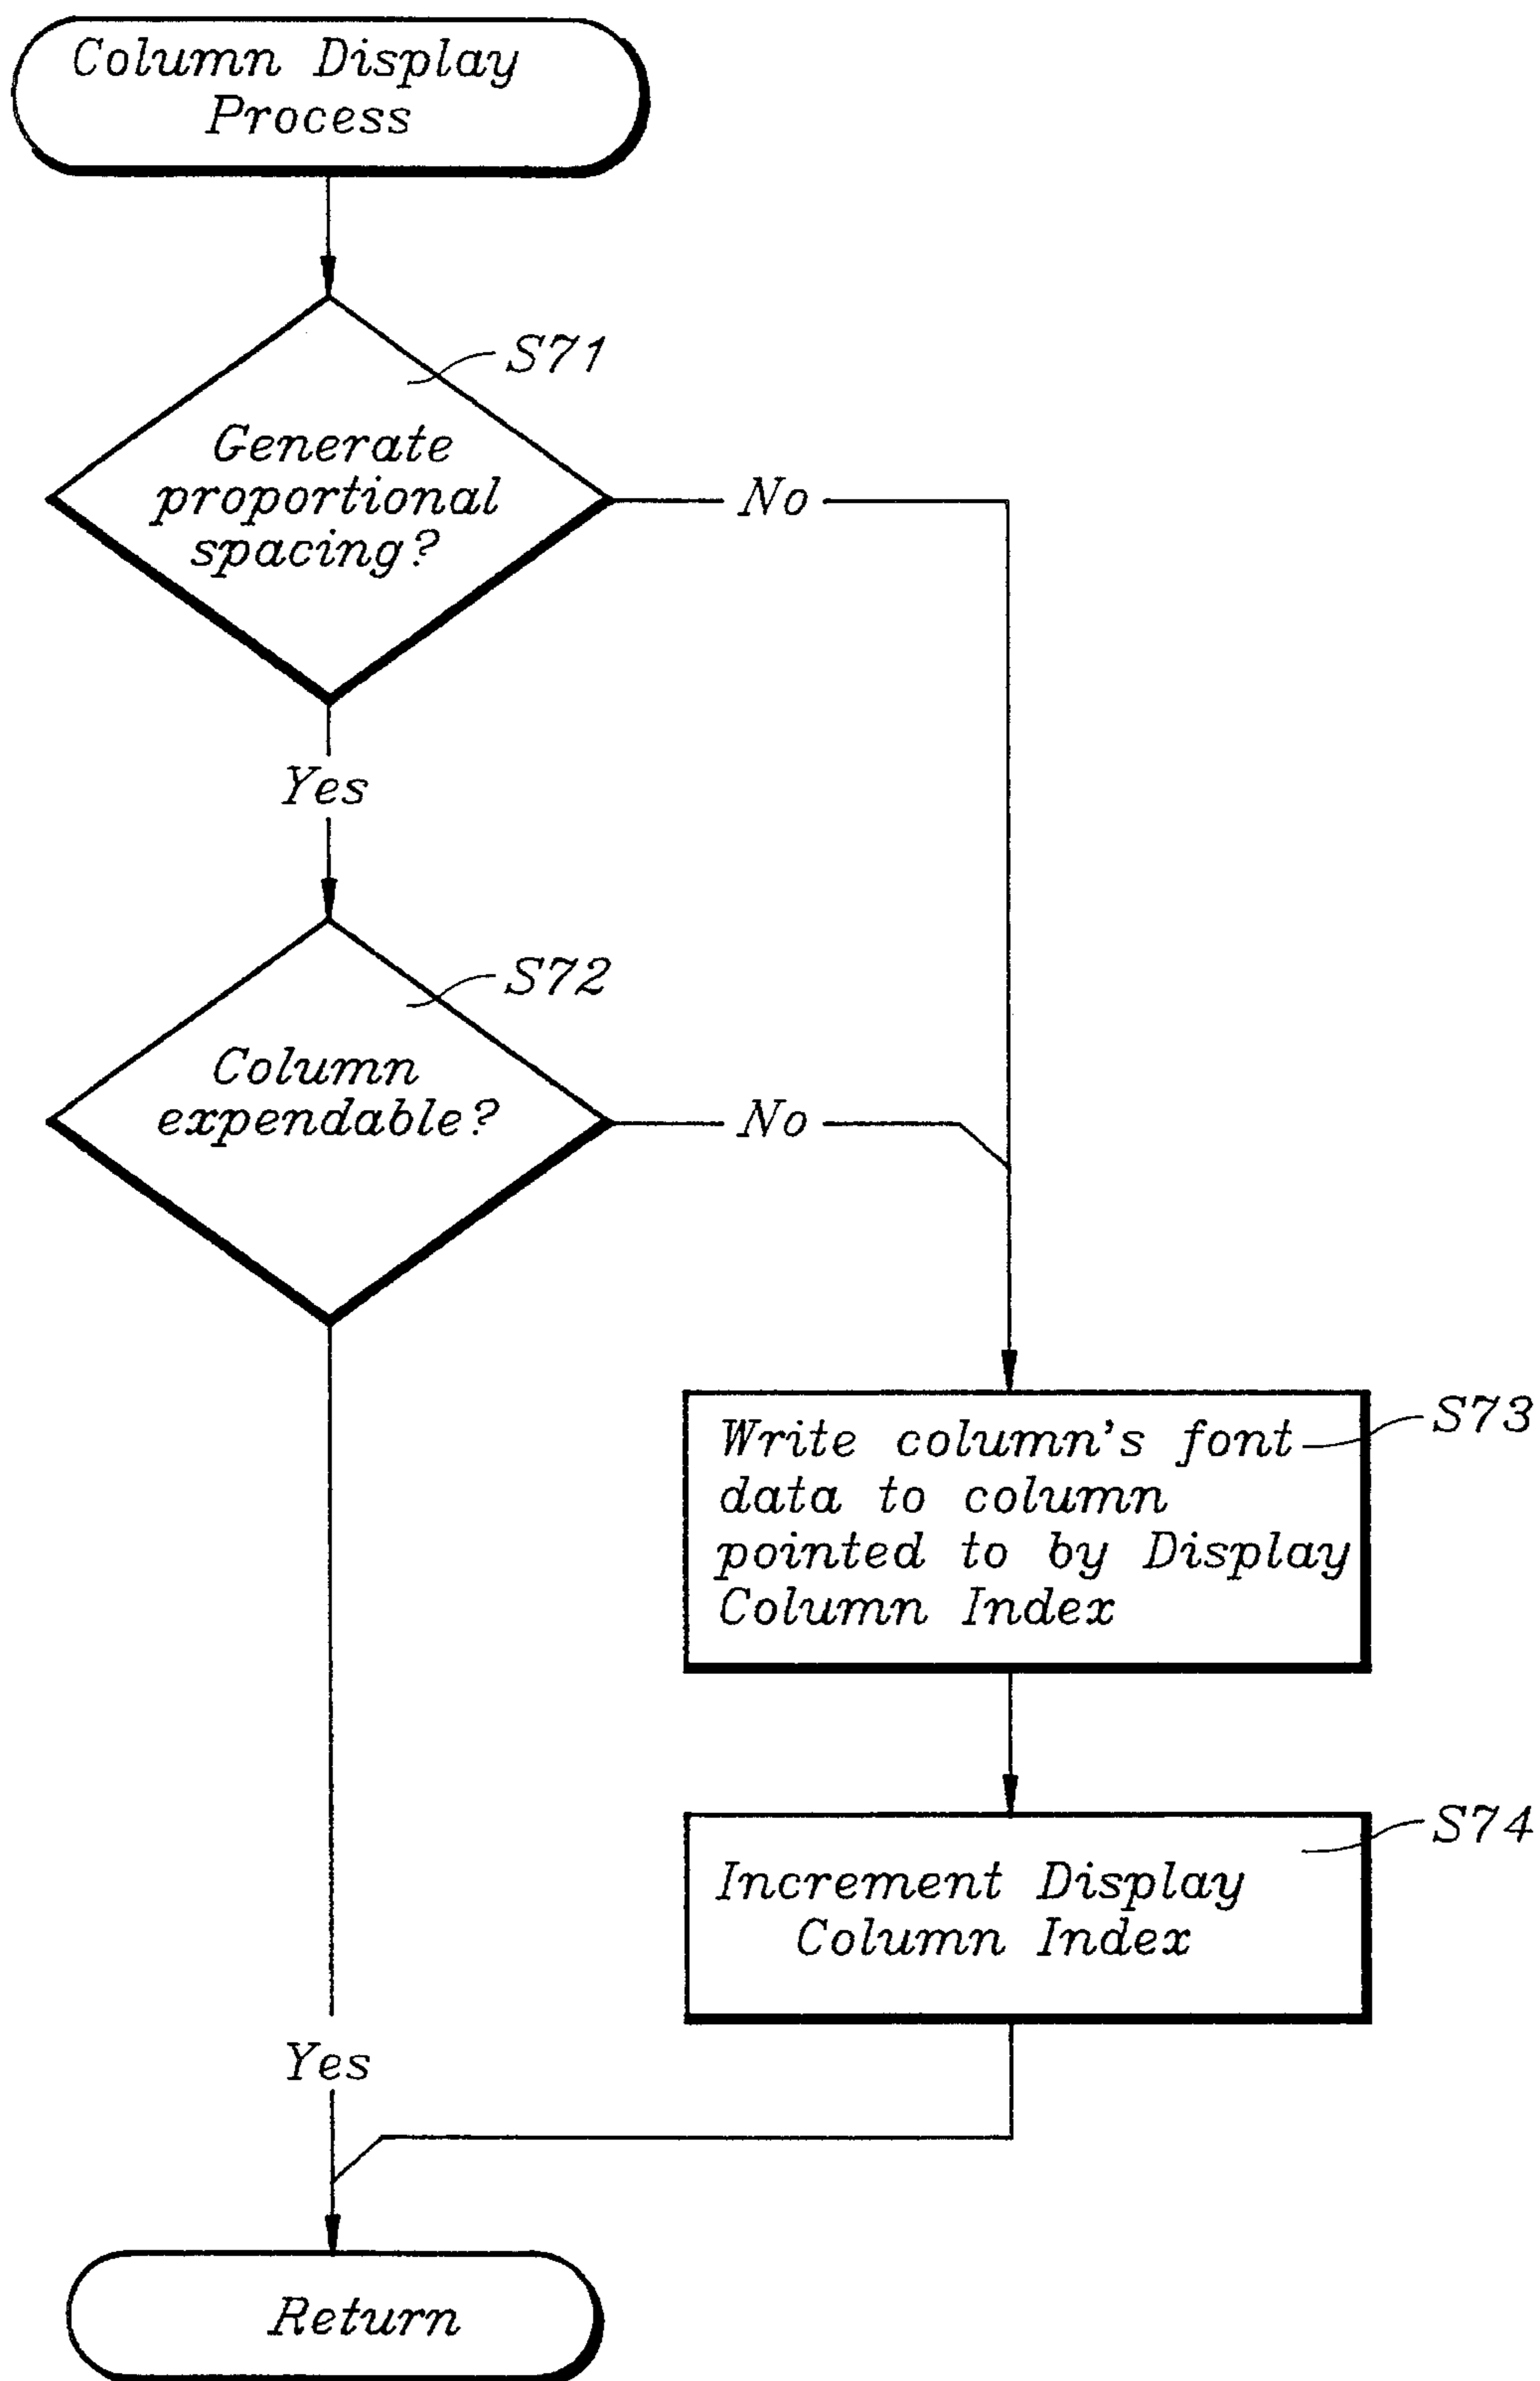 Column Display
Process
S71
Generate
proportional
spacing?
No
Yes
S72
Column
expendable?
No
S73
Write column's font
data to column
pointed to by Display
Column Index
S74
Increment Display
Column Index
Yes
Return